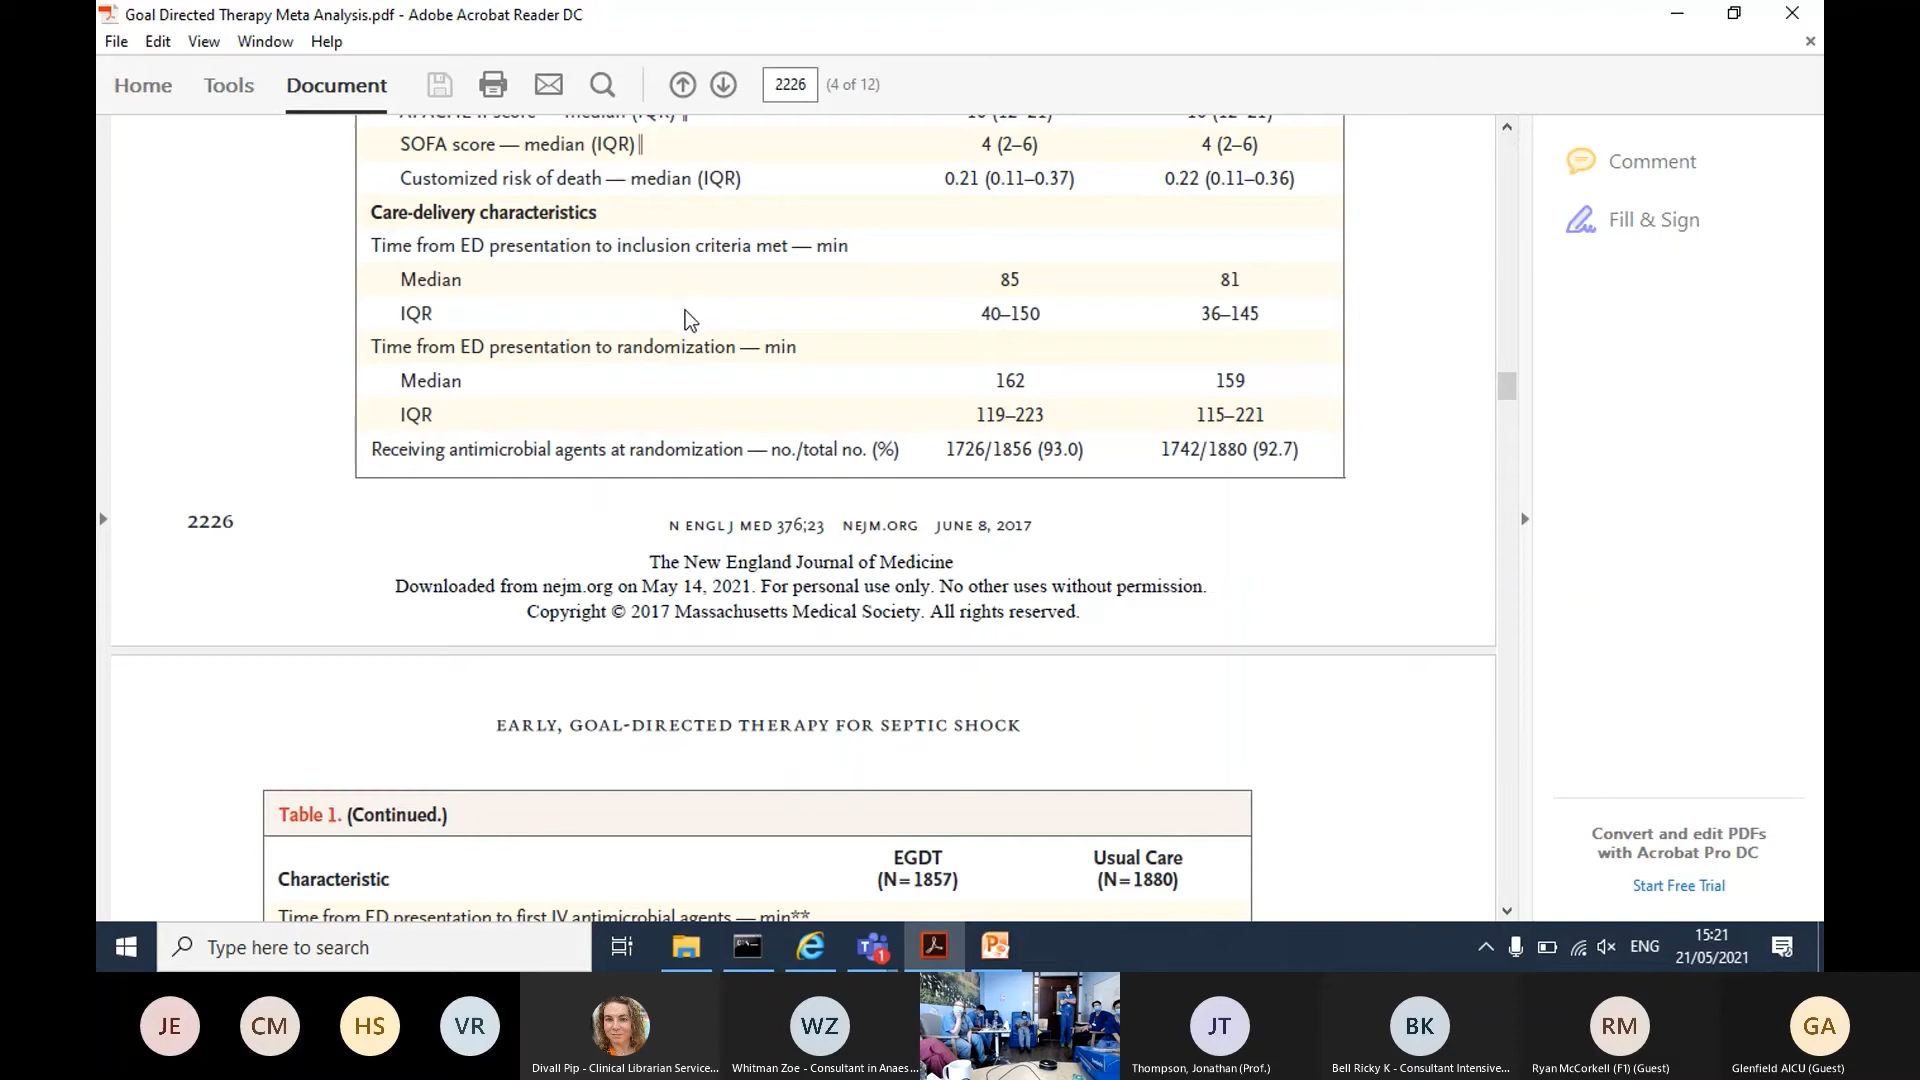 Goal Directed Therapy Meta Analysis.pdf - Adobe Acrobat Reader DC
File Edit View Window Help
Home Tools Document 2226 (4 of 12)
SOFA score — median (IQR)‖ 4 (2–6) 4 (2–6)
Customized risk of death — median (IQR) 0.21 (0.11–0.37) 0.22 (0.11–0.36)
Care-delivery characteristics
Time from ED presentation to inclusion criteria met — min
Median 85 81
IQR 40–150 36–145
Time from ED presentation to randomization — min
Median 162 159
IQR 119–223 115–221
Receiving antimicrobial agents at randomization — no./total no. (%) 1726/1856 (93.0) 1742/1880 (92.7)
2226 N ENGL J MED 376;23 NEJM.ORG JUNE 8, 2017
The New England Journal of Medicine
Downloaded from nejm.org on May 14, 2021. For personal use only. No other uses without permission.
Copyright © 2017 Massachusetts Medical Society. All rights reserved.
EARLY, GOAL-DIRECTED THERAPY FOR SEPTIC SHOCK
Table 1. (Continued.)
Characteristic EGDT (N=1857) Usual Care (N=1880)
Time from ED presentation to first IV antimicrobial agents — min**
Comment
Fill & Sign
Convert and edit PDFs
with Acrobat Pro DC
Start Free Trial
Type here to search
1
ENG
15:21
21/05/2021
JE CM HS VR WZ JT BK RM GA
Divall Pip - Clinical Librarian Service... Whitman Zoe - Consultant in Anaes... Thompson, Jonathan (Prof.) Bell Ricky K - Consultant Intensive... Ryan McCorkell (F1) (Guest) Glenfield AICU (Guest)